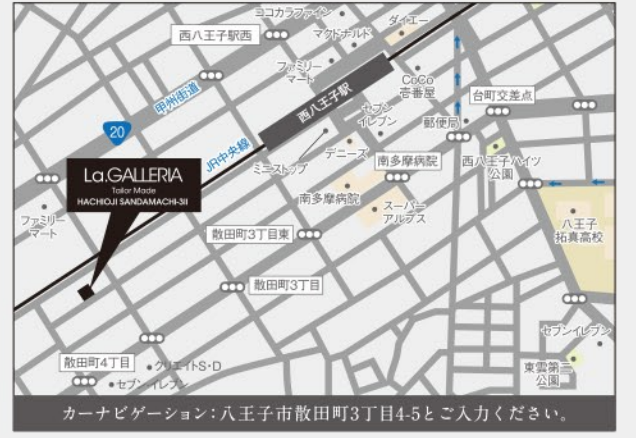 ココカラファイン
ダイエー
西八王子駅西
マクドナルド
ファミリー
マート
CoCo
壱番屋
甲州街道
西八王子駅
台町交差点
セブン
イレブン
郵便局
20
JR中央線
デニーズ
ミニストップ
南多摩病院
西八王子ハイツ
公園
La.GALLERIA
Tailor Made
HACHIOJI SANDAMACHI-3II
南多摩病院
スーパー
アルプス
ファミリー
マート
八王子
拓真高校
散田町3丁目東
散田町3丁目
セブンイレブン
散田町4丁目
クリエイトS・D
セブンイレブン
東雲第二
公園
カーナビゲーション：八王子市散田町3丁目4-5とご入力ください。